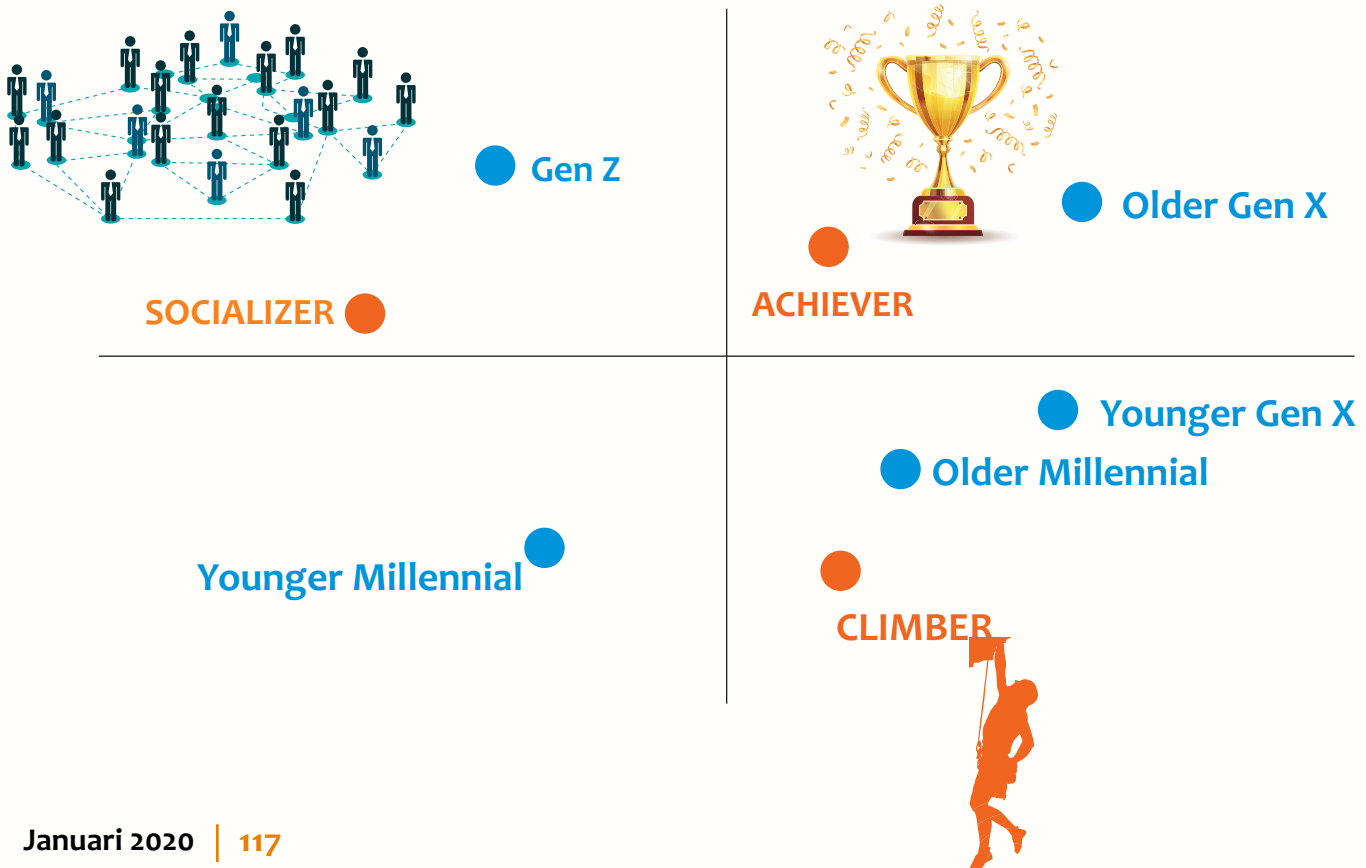 Gen Z
Older Gen X
SOCIALIZER
ACHIEVER
Younger Gen X
Older Millennial
Younger Millennial
CLIMBER
Januari 2020 | 117